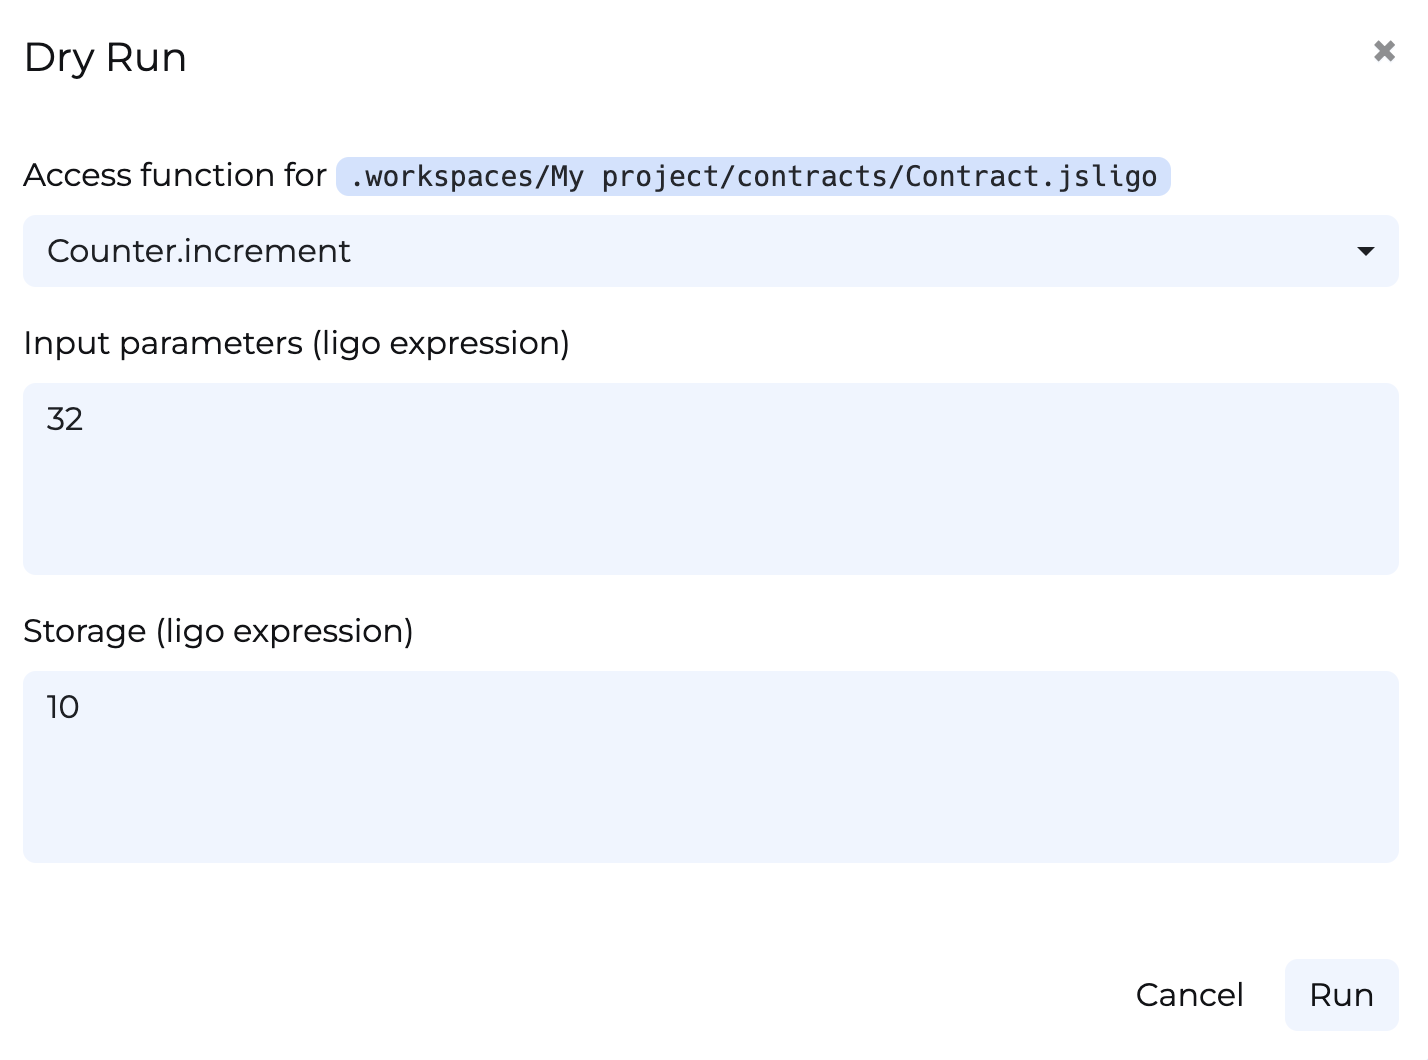 Dry Run
Access function for .workspaces/My project/contracts/Contract.jsligo
Counter.increment
Input parameters (ligo expression)
32
Storage (ligo expression)
10
Cancel Run